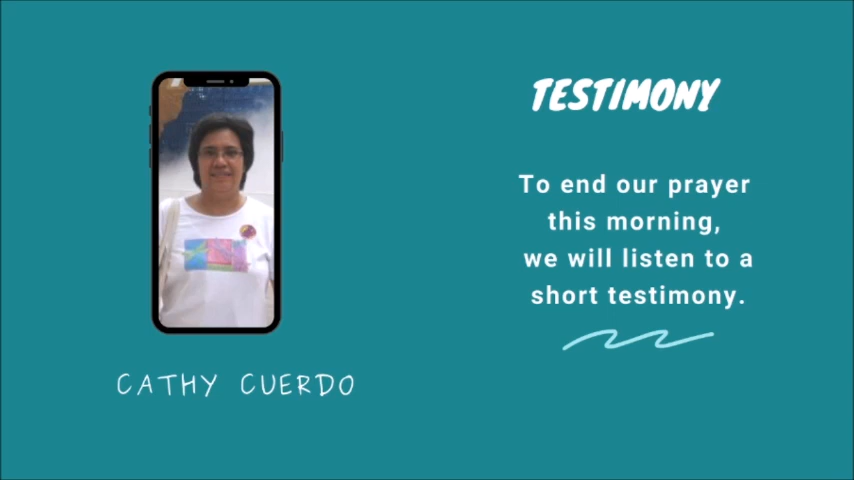 TESTIMONY
To end our prayer
this morning,
we will listen to a
short testimony.
CATHY CUERDO